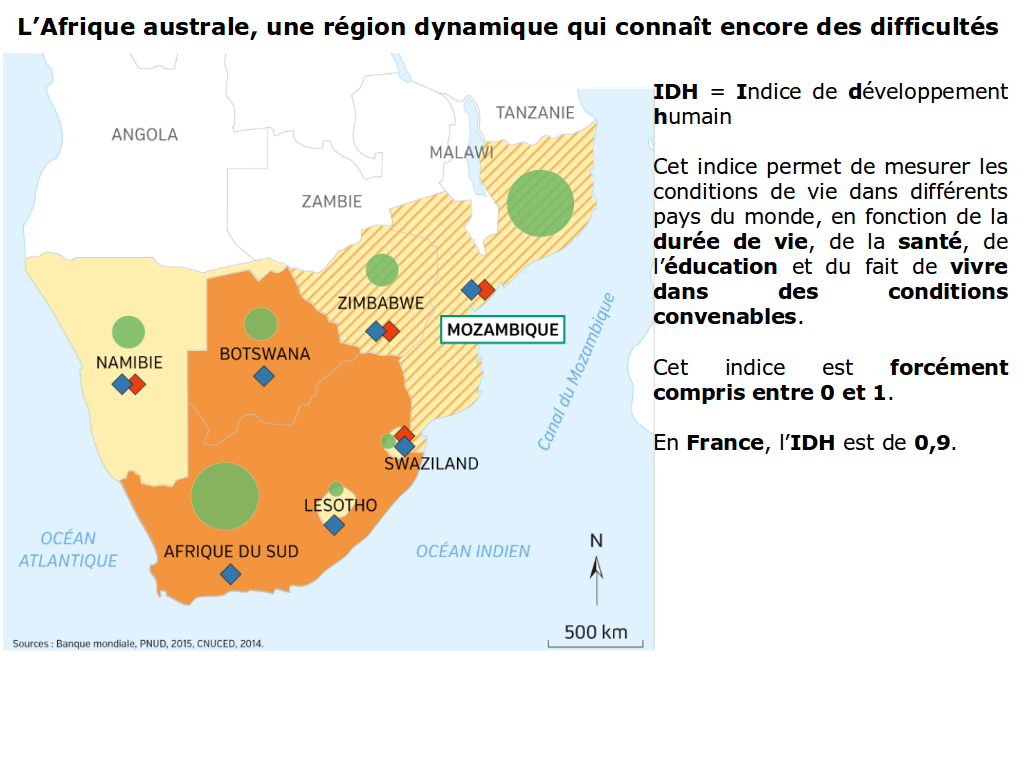 L’Afrique australe, une région dynamique qui connaît encore des difficultés
IDH = Indice de développement
humain
Cet indice permet de mesurer les
conditions de vie dans différents
pays du monde, en fonction de la
durée de vie, de la santé, de
l’éducation et du fait de vivre
dans des conditions
convenables.
Cet indice est forcément
compris entre 0 et 1.
En France, l’IDH est de 0,9.
TANZANIE
ANGOLA
MALAWI
ZAMBIE
ZIMBABWE
MOZAMBIQUE
BOTSWANA
NAMIBIE
Canal du Mozambique
SWAZILAND
LESOTHO
AFRIQUE DU SUD
OCÉAN
ATLANTIQUE
OCÉAN INDIEN
N
500 km
Sources : Banque mondiale, PNUD, 2015, CNUCED, 2014.